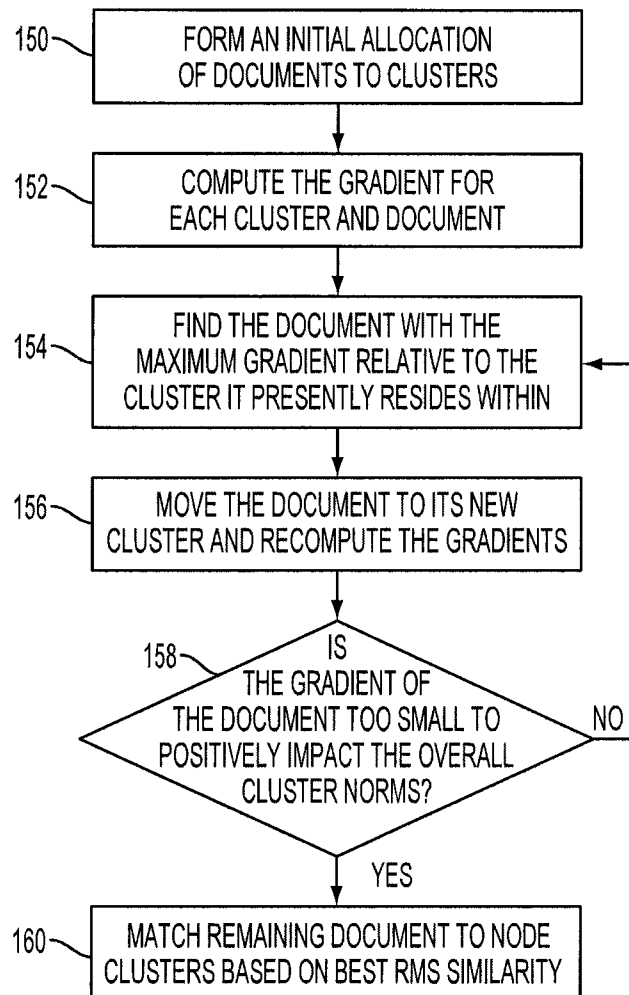 150
FORM AN INITIAL ALLOCATION
OF DOCUMENTS TO CLUSTERS
152
COMPUTE THE GRADIENT FOR
EACH CLUSTER AND DOCUMENT
154
FIND THE DOCUMENT WITH THE
MAXIMUM GRADIENT RELATIVE TO THE
CLUSTER IT PRESENTLY RESIDES WITHIN
156
MOVE THE DOCUMENT TO ITS NEW
CLUSTER AND RECOMPUTE THE GRADIENTS
158
IS
THE GRADIENT OF
THE DOCUMENT TOO SMALL TO
POSITIVELY IMPACT THE OVERALL
CLUSTER NORMS?
NO
YES
160
MATCH REMAINING DOCUMENT TO NODE
CLUSTERS BASED ON BEST RMS SIMILARITY